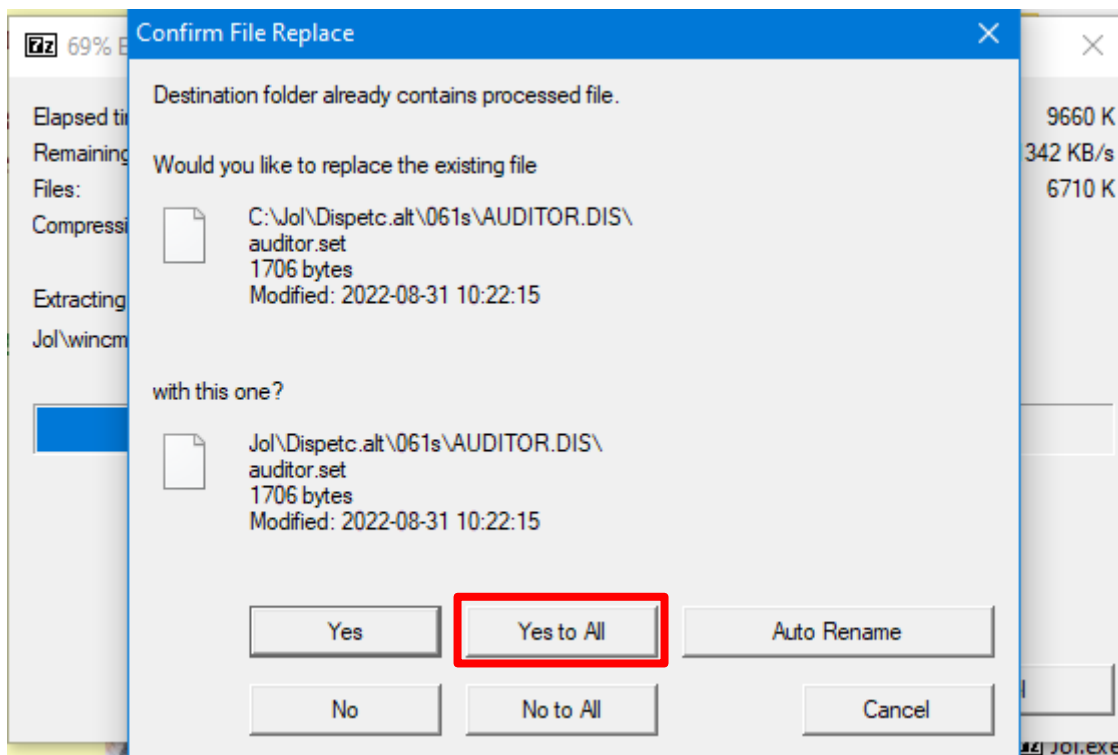 69% E
Confirm File Replace
Elapsed ti
9660 K
Remaining
342 KB/s
Files:
6710 K
Compressi
Extracting
Jol\wincm
Destination folder already contains processed file.
Would you like to replace the existing file
C:\Jol\Dispetc.alt\061s\AUDITOR.DIS\
auditor.set
1706 bytes
Modified: 2022-08-31 10:22:15
with this one?
Jol\Dispetc.alt\061s\AUDITOR.DIS\
auditor.set
1706 bytes
Modified: 2022-08-31 10:22:15
Yes
Yes to All
Auto Rename
No
No to All
Cancel
Jol.exe